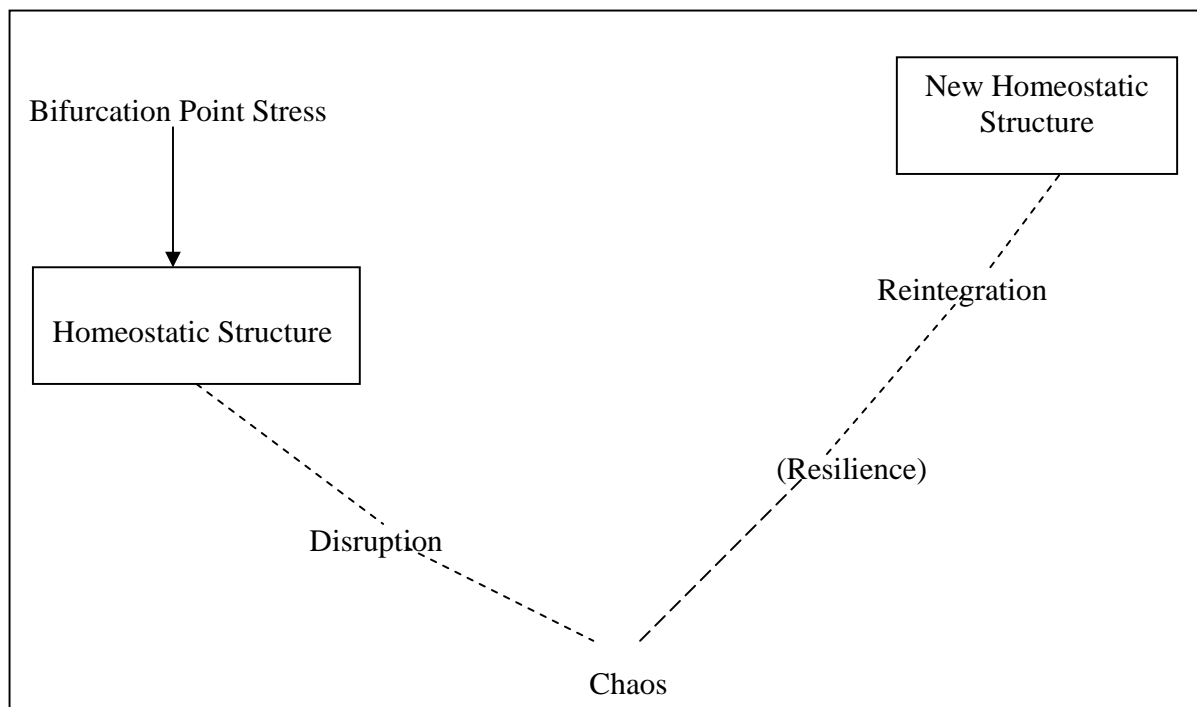 New Homeostatic
Structure
Bifurcation Point Stress
Reintegration
Homeostatic Structure
(Resilience)
Disruption
Chaos